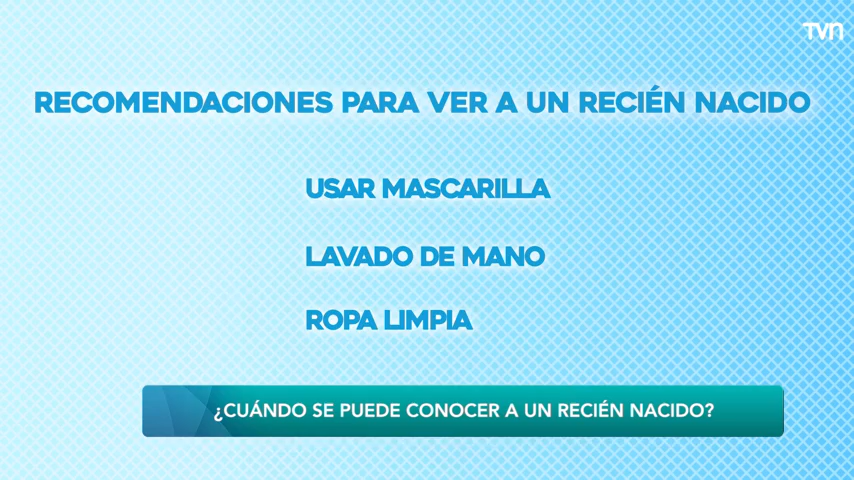 TVN
RECOMENDACIONES PARA VER A UN RECIÉN NACIDO
USAR MASCARILLA
LAVADO DE MANO
ROPA LIMPIA
¿CUÁNDO SE PUEDE CONOCER A UN RECIÉN NACIDO?